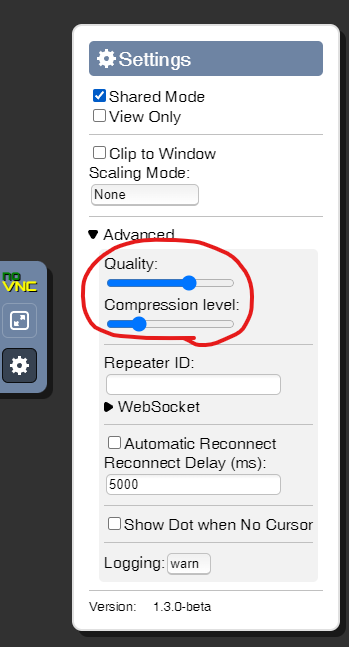 Settings
Shared Mode
View Only
Clip to Window
Scaling Mode:
None
Advanced
Quality:
Compression level:
no
VNC
Repeater ID:
WebSocket
Automatic Reconnect
Reconnect Delay (ms):
5000
Show Dot when No Cursor
Logging: warn
Version: 1.3.0-beta